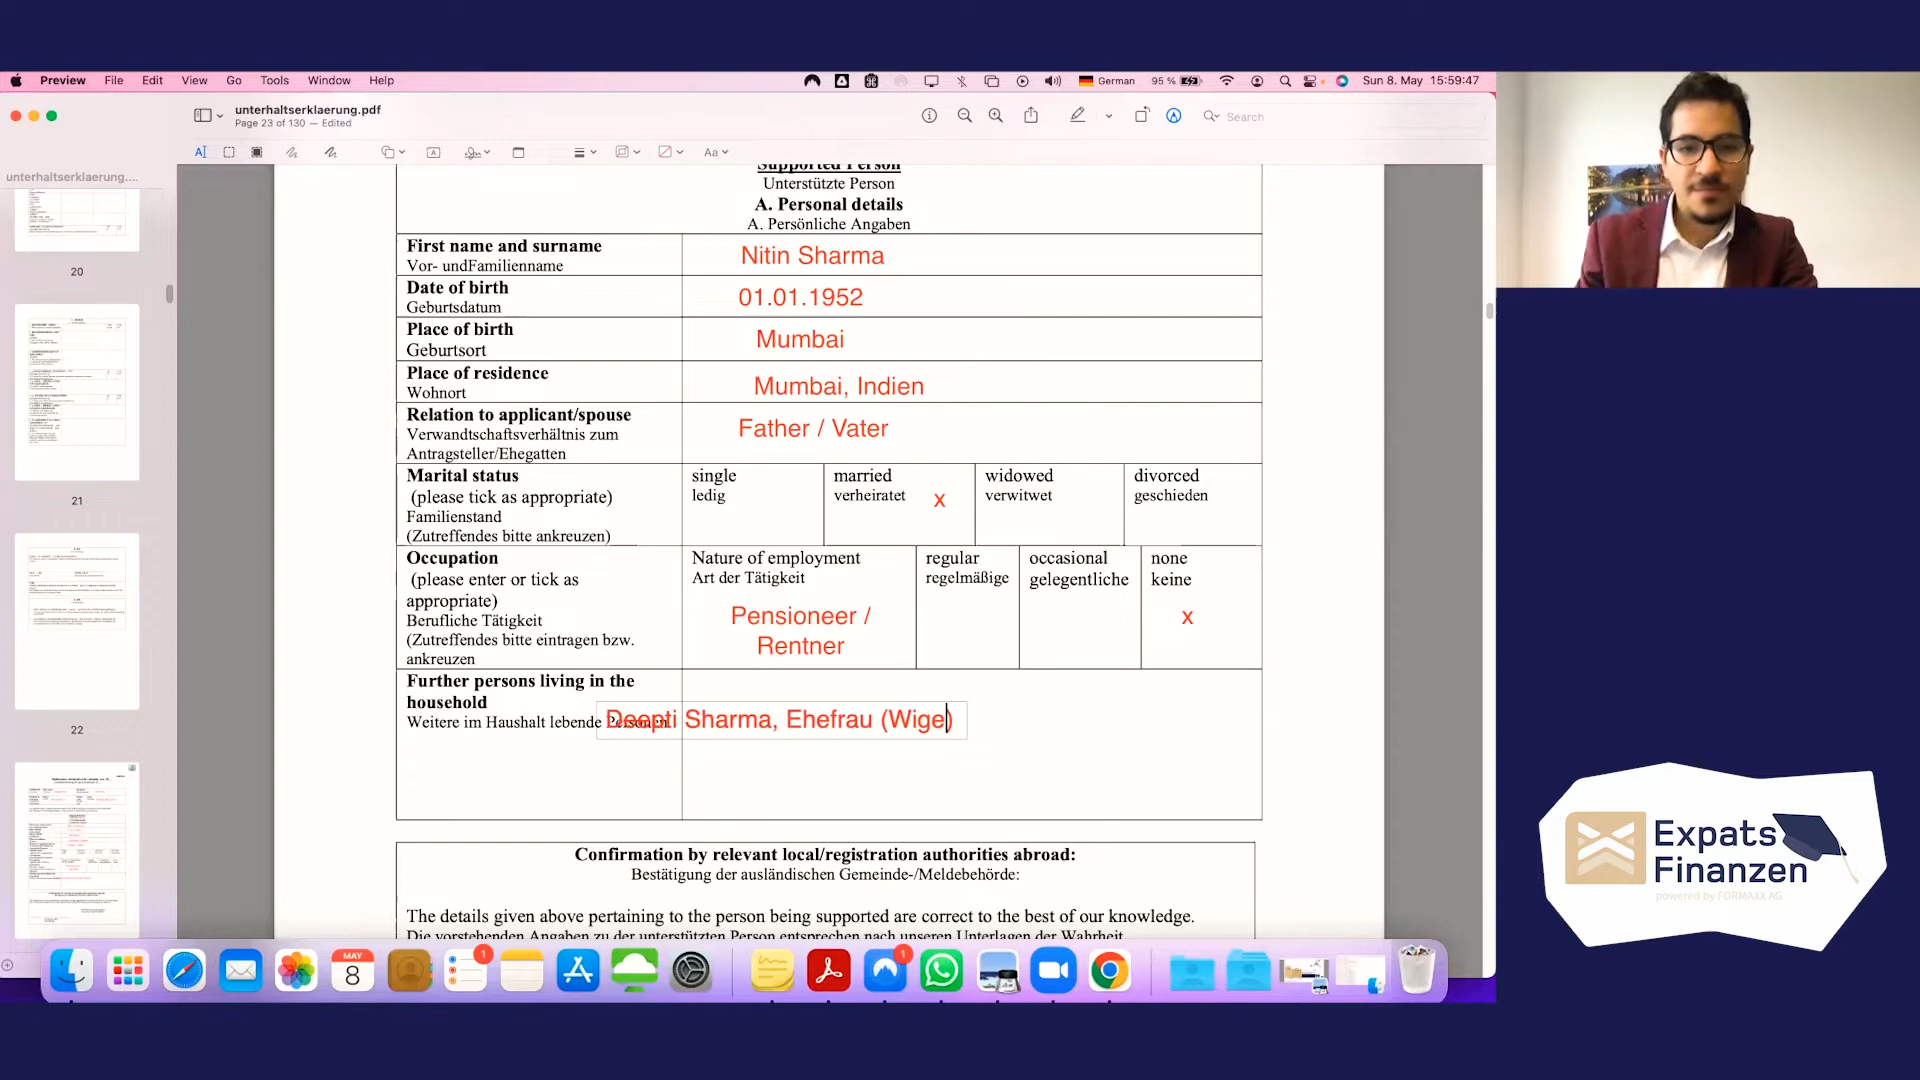 Preview File Edit View Go Tools Window Help
German 95 % Sun 8. May 15:59:47
unterhaltserklaerung.pdf
Page 23 of 130 — Edited
Search
Aa
unterhaltserklaerung....
20
21
22
Supported Person
Unterstützte Person
A. Personal details
A. Persönliche Angaben
First name and surname
Vor- undFamilienname
Nitin Sharma
Date of birth
Geburtsdatum
01.01.1952
Place of birth
Geburtsort
Mumbai
Place of residence
Wohnort
Mumbai, Indien
Relation to applicant/spouse
Verwandtschaftsverhältnis zum
Antragsteller/Ehegatten
Father / Vater
Marital status
(please tick as appropriate)
Familienstand
(Zutreffendes bitte ankreuzen)
single
ledig
married
verheiratet
x
widowed
verwitwet
divorced
geschieden
Occupation
(please enter or tick as
appropriate)
Berufliche Tätigkeit
(Zutreffendes bitte eintragen bzw.
ankreuzen
Nature of employment
Art der Tätigkeit
Pensioneer /
Rentner
regular
regelmäßige
occasional
gelegentliche
none
keine
x
Further persons living in the
household
Weitere im Haushalt lebende Personen
Deepti Sharma, Ehefrau (Wige)
Confirmation by relevant local/registration authorities abroad:
Bestätigung der ausländischen Gemeinde-/Meldebehörde:
The details given above pertaining to the person being supported are correct to the best of our knowledge.
Die vorstehenden Angaben zu der unterstützten Person entsprechen nach unseren Unterlagen der Wahrheit.
MAY
8
1
1
Expats
Finanzen
powered by FORMAXX AG